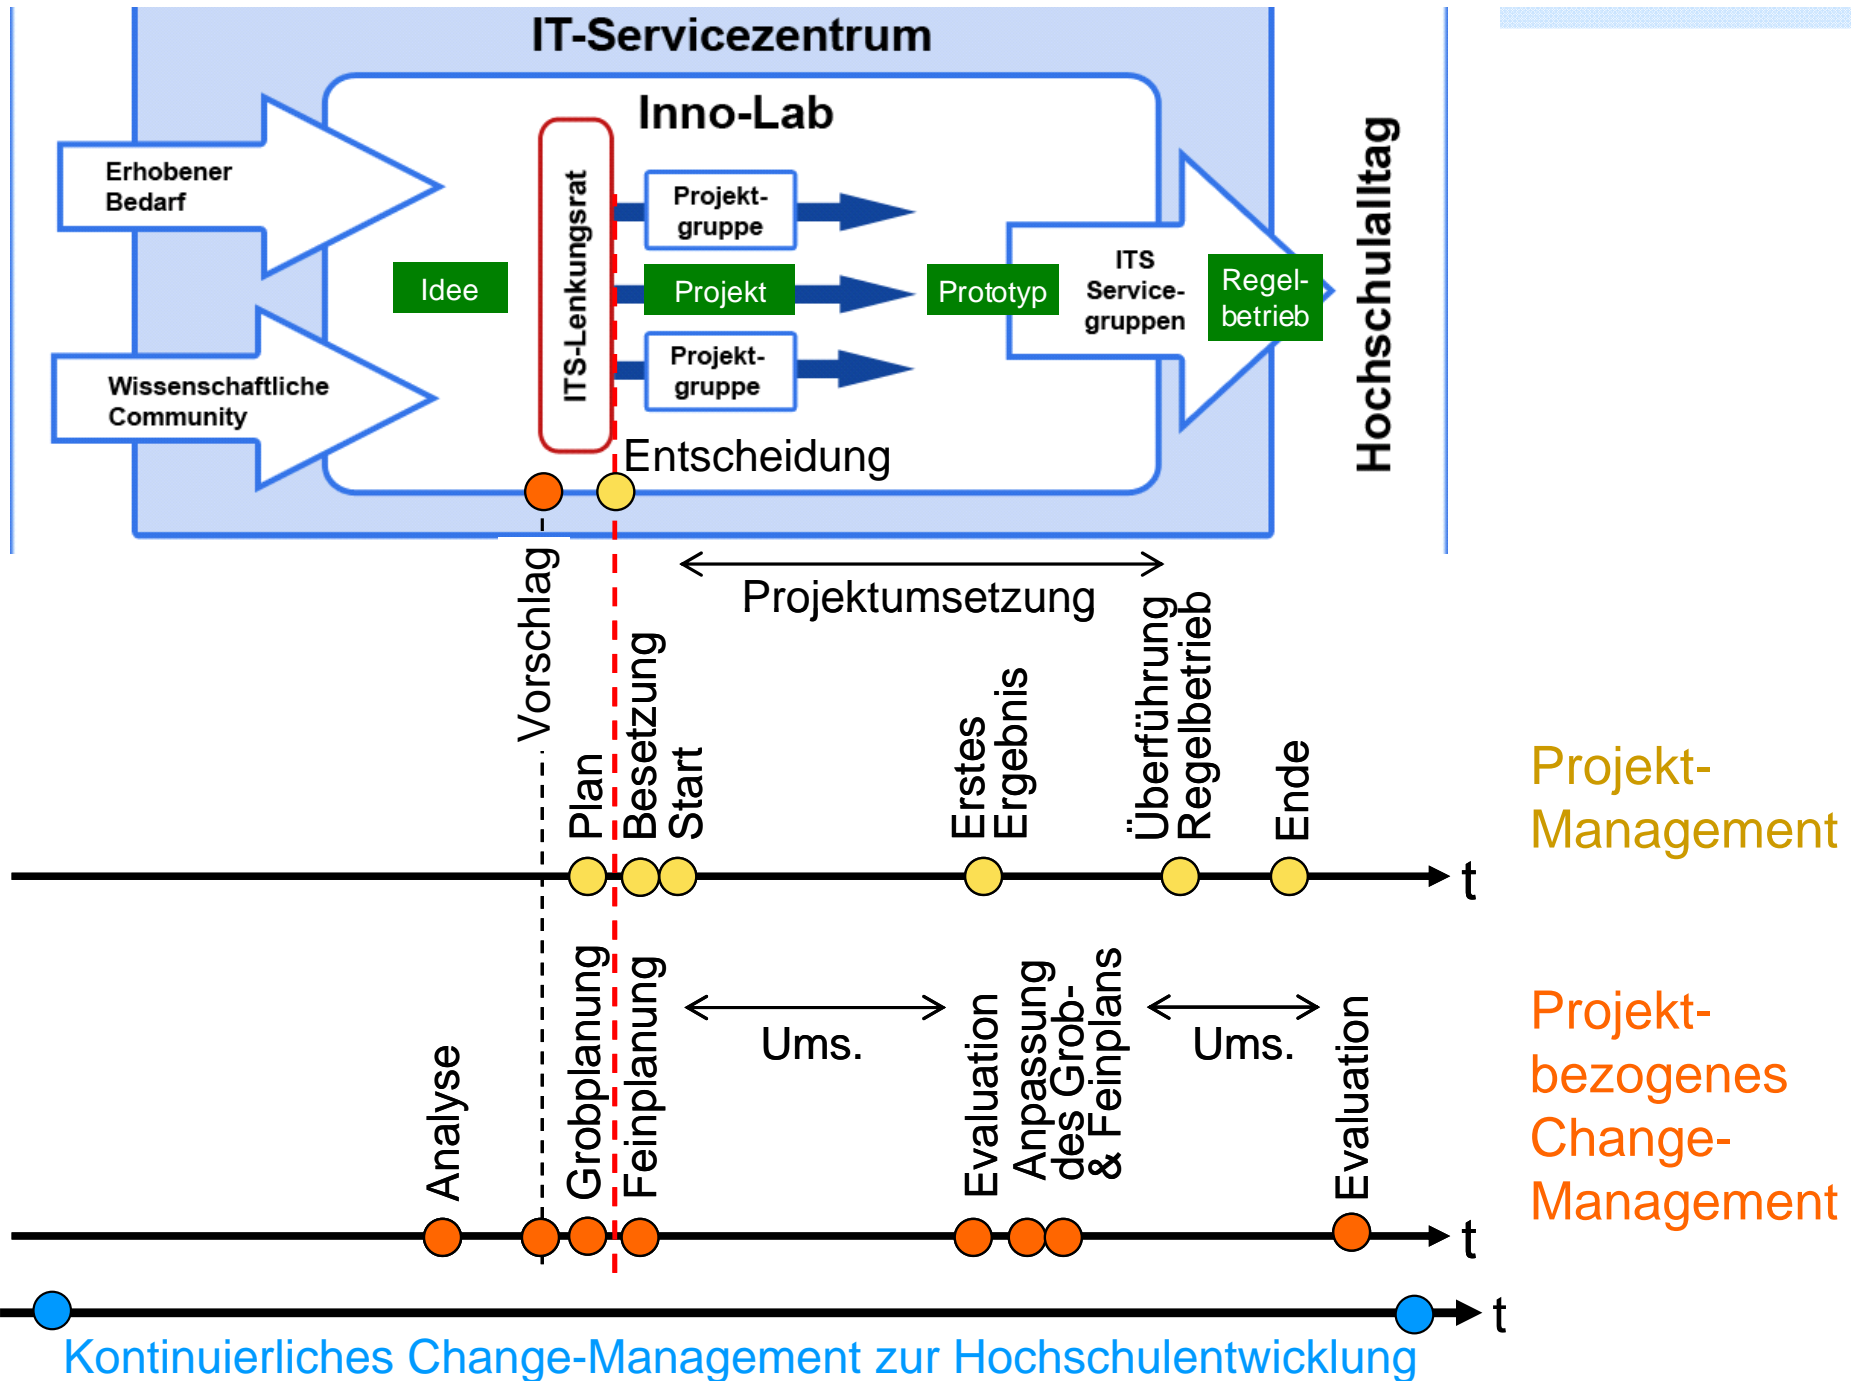 IT-Servicezentrum
Inno-Lab
Erhobener
Bedarf
Wissenschaftliche
Community
Idee
ITS-Lenkungsrat
Projekt-
gruppe
Projekt
Projekt-
gruppe
Prototyp
ITS
Service-
gruppen
Regel-
betrieb
Hochschulalltag
Entscheidung
Vorschlag
Projektumsetzung
Plan
Besetzung
Start
Erstes
Ergebnis
Überführung
Regelbetrieb
Ende
t
Projekt-
Management
Analyse
Grobplanung
Feinplanung
Ums.
Evaluation
Anpassung
des Grob-
& Feinplans
Ums.
Evaluation
t
Projekt-
bezogenes
Change-
Management
t
Kontinuierliches Change-Management zur Hochschulentwicklung